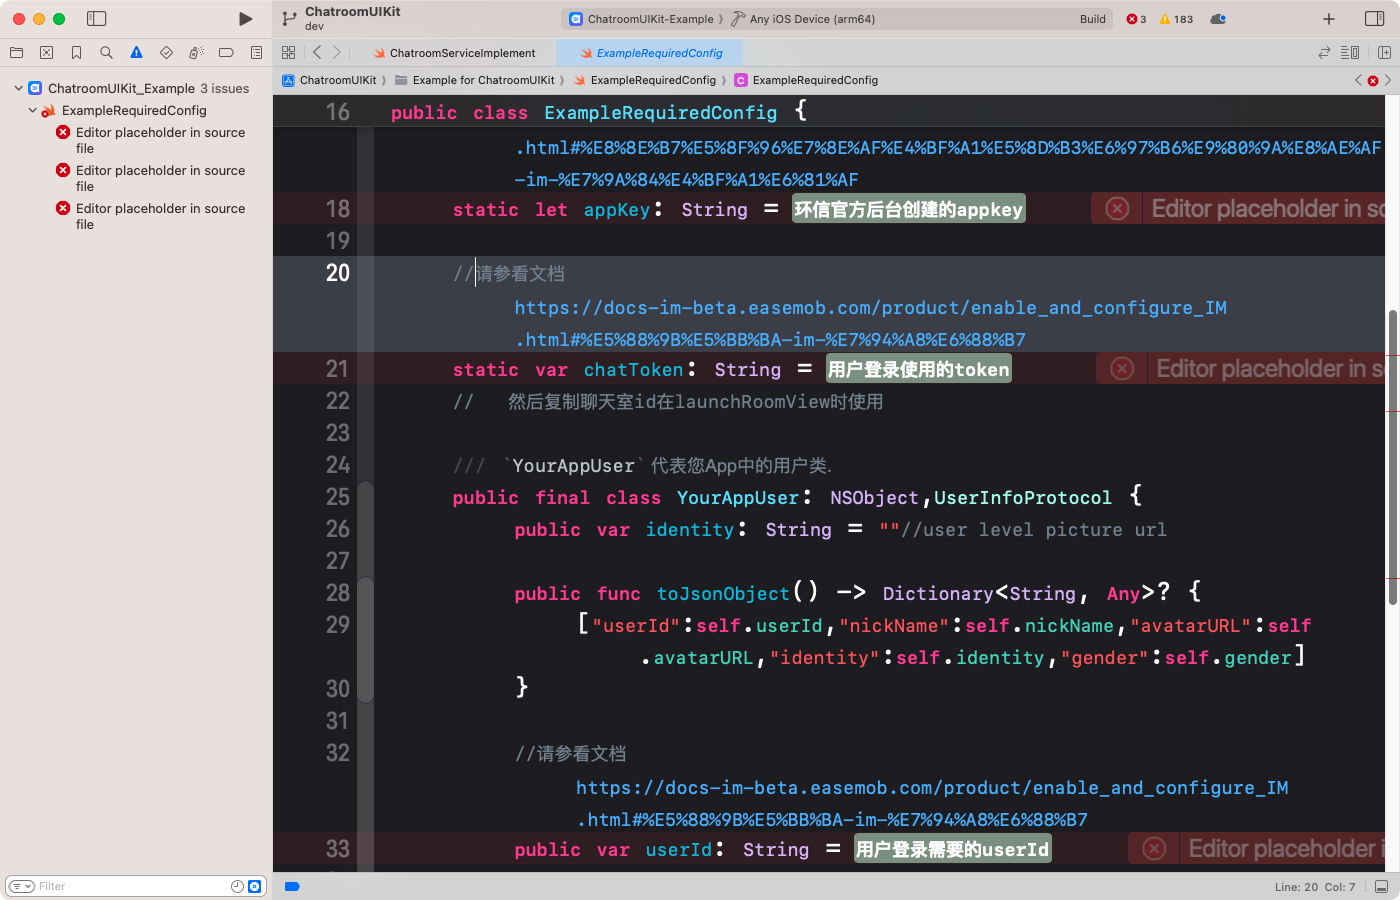 ChatroomUIKit
dev
ChatroomUIKit-Example
Any iOS Device (arm64)
Build
3
183
ChatroomServiceImplement
ExampleRequiredConfig
ChatroomUIKit
Example for ChatroomUIKit
ExampleRequiredConfig
ExampleRequiredConfig
ChatroomUIKit_Example 3 issues
ExampleRequiredConfig
Editor placeholder in source
file
Editor placeholder in source
file
Editor placeholder in source
file
16 public class ExampleRequiredConfig {
.html#%E8%8E%B7%E5%8F%96%E7%8E%AF%E4%BF%A1%E5%8D%B3%E6%97%B6%E9%80%9A%E8%AE%AF
-im-%E7%9A%84%E4%BF%A1%E6%81%AF
18 static let appKey: String = 环信官方后台创建的appkey Editor placeholder in so
19
20 //请参看文档
https://docs-im-beta.easemob.com/product/enable_and_configure_IM
.html#%E5%88%9B%E5%BB%BA-im-%E7%94%A8%E6%88%B7
21 static var chatToken: String = 用户登录使用的token Editor placeholder in so
22 // 然后复制聊天室id在launchRoomView时使用
23
24 /// `YourAppUser` 代表您App中的用户类.
25 public final class YourAppUser: NSObject,UserInfoProtocol {
26 public var identity: String = ""//user level picture url
27
28 public func toJsonObject() -> Dictionary<String, Any>? {
29 ["userId":self.userId,"nickName":self.nickName,"avatarURL":self
.avatarURL,"identity":self.identity,"gender":self.gender]
30 }
31
32 //请参看文档
https://docs-im-beta.easemob.com/product/enable_and_configure_IM
.html#%E5%88%9B%E5%BB%BA-im-%E7%94%A8%E6%88%B7
33 public var userId: String = 用户登录需要的userId Editor placeholder i
Filter
Line: 20 Col: 7